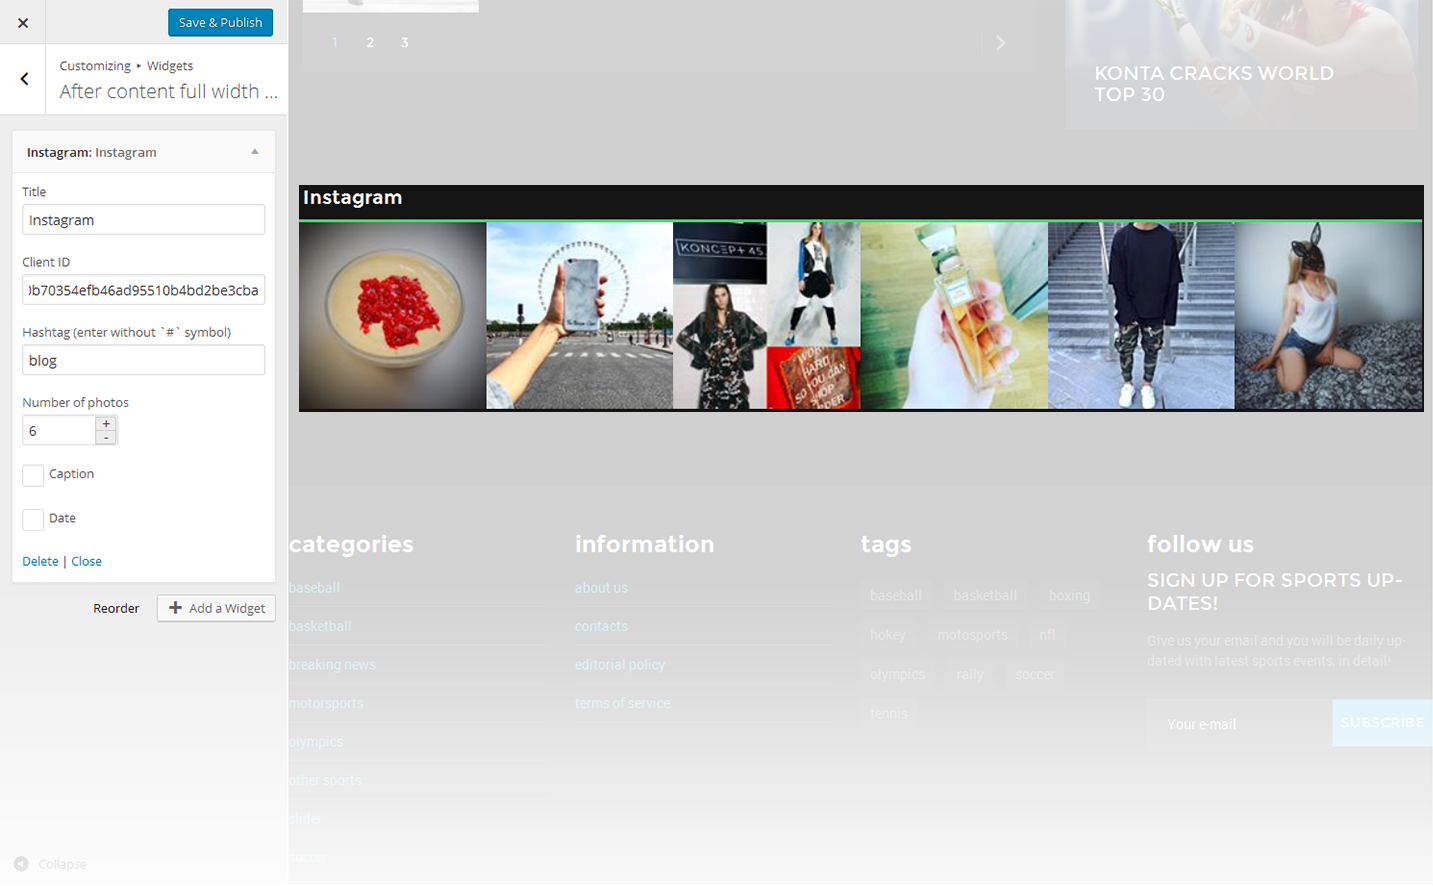 Save & Publish
Customizing ▸ Widgets
After content full width ...
Instagram: Instagram
Title
Instagram
Client ID
b70354efb46ad95510b4bd2be3cba
Hashtag (enter without `#` symbol)
blog
Number of photos
6
+
-
Caption
Date
Delete | Close
Reorder
Add a Widget
Collapse
1 2 3
KONTA CRACKS WORLD
TOP 30
Instagram
KONCEPT 45
WORK
HARD
SO YOU CAN
SHOP
categories
baseball
basketball
breaking news
motorsports
olympics
other sports
slider
soccer
information
about us
contacts
editorial policy
terms of service
tags
baseball basketball boxing
hokey motosports nfl
olympics rally soccer
tennis
follow us
SIGN UP FOR SPORTS UP-
DATES!
Give us your email and you will be daily up-
dated with latest sports events, in detail!
Your e-mail
SUBSCRIBE